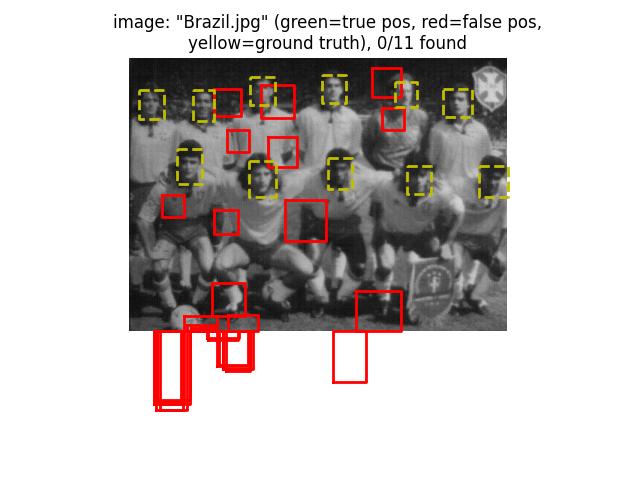 image: "Brazil.jpg" (green=true pos, red=false pos,
yellow=ground truth), 0/11 found